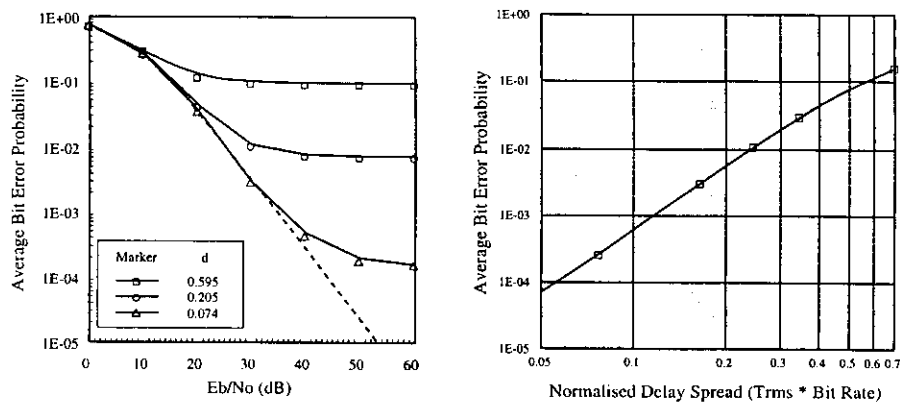 Average Bit Error Probability
1E+00
1E-01
1E-02
1E-03
1E-04
1E-05
Marker d
0.595
0.205
0.074
0 10 20 30 40 50 60
Eb/No (dB)
Average Bit Error Probability
1E+00
1E-01
1E-02
1E-03
1E-04
1E-05
0.05 0.1 0.2 0.3 0.4 0.5 0.6 0.7
Normalised Delay Spread (Trms * Bit Rate)